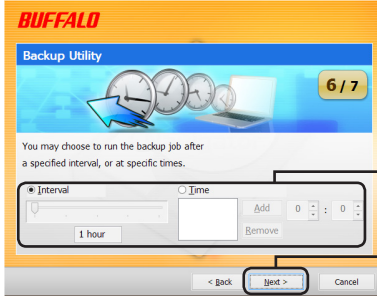 BUFFALO
Backup Utility
6 / 7
You may choose to run the backup job after
a specified interval, or at specific times.
Interval
Time
Add
0 : 0
1 hour
Remove
< Back
Next >
Cancel